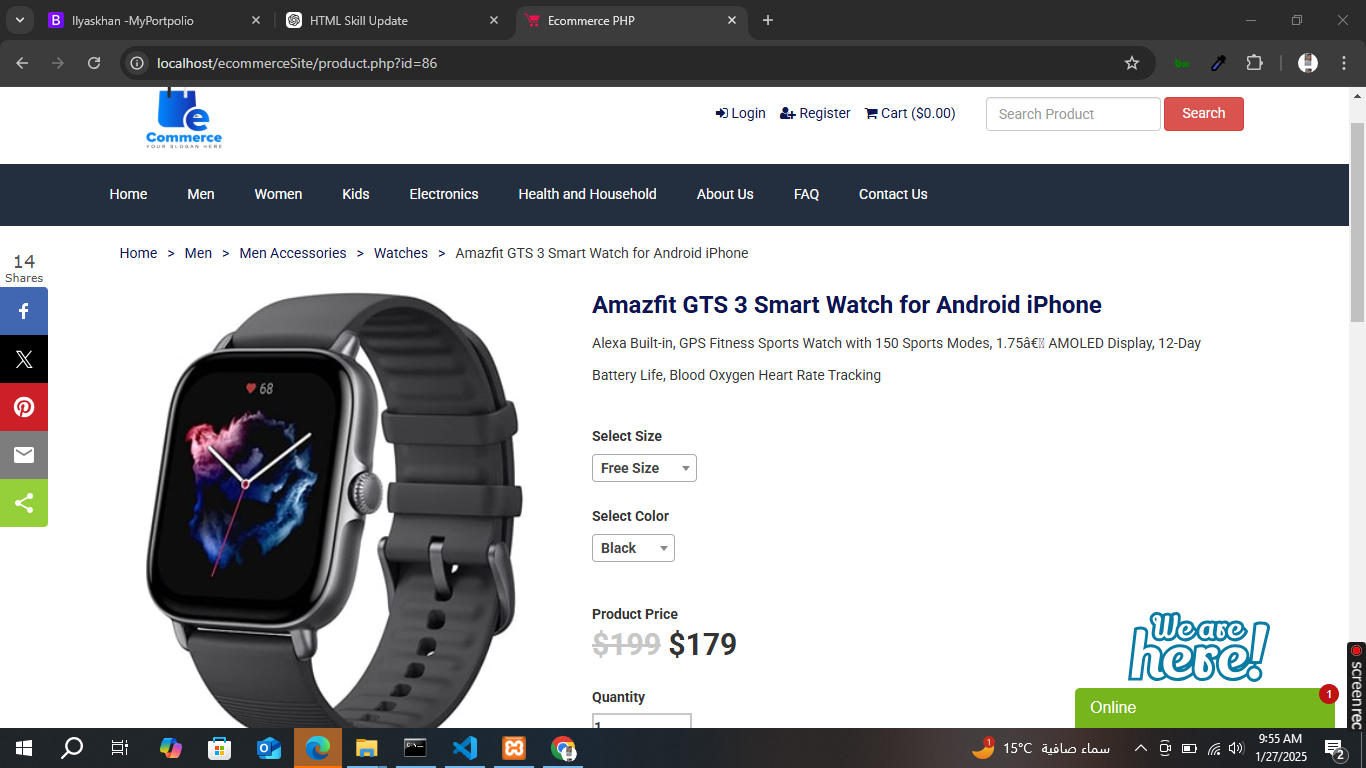 Ilyaskhan -MyPortpolio
HTML Skill Update
Ecommerce PHP
localhost/ecommerceSite/product.php?id=86
e
Commerce
YOUR SLOGAN HERE
Login
Register
Cart ($0.00)
Search Product
Search
Home
Men
Women
Kids
Electronics
Health and Household
About Us
FAQ
Contact Us
Home > Men > Men Accessories > Watches > Amazfit GTS 3 Smart Watch for Android iPhone
14
Shares
68
Amazfit GTS 3 Smart Watch for Android iPhone
Alexa Built-in, GPS Fitness Sports Watch with 150 Sports Modes, 1.75â€ AMOLED Display, 12-Day
Battery Life, Blood Oxygen Heart Rate Tracking
Select Size
Free Size
Select Color
Black
Product Price
$199 $179
Quantity
1
We are
here!
Online
1
screen rec
1
15°C سماء صافية
9:55 AM
1/27/2025
2